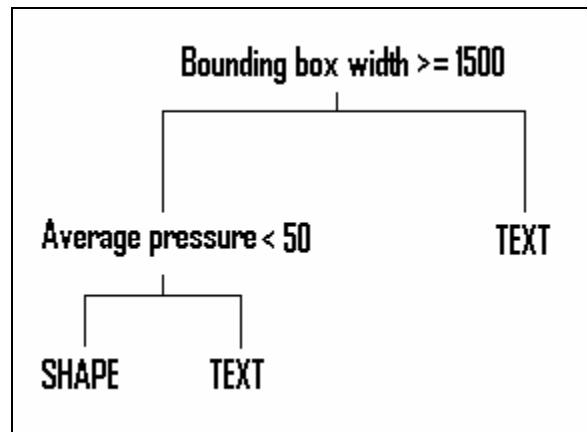 Bounding box width >= 1500
Average pressure < 50
TEXT
SHAPE
TEXT